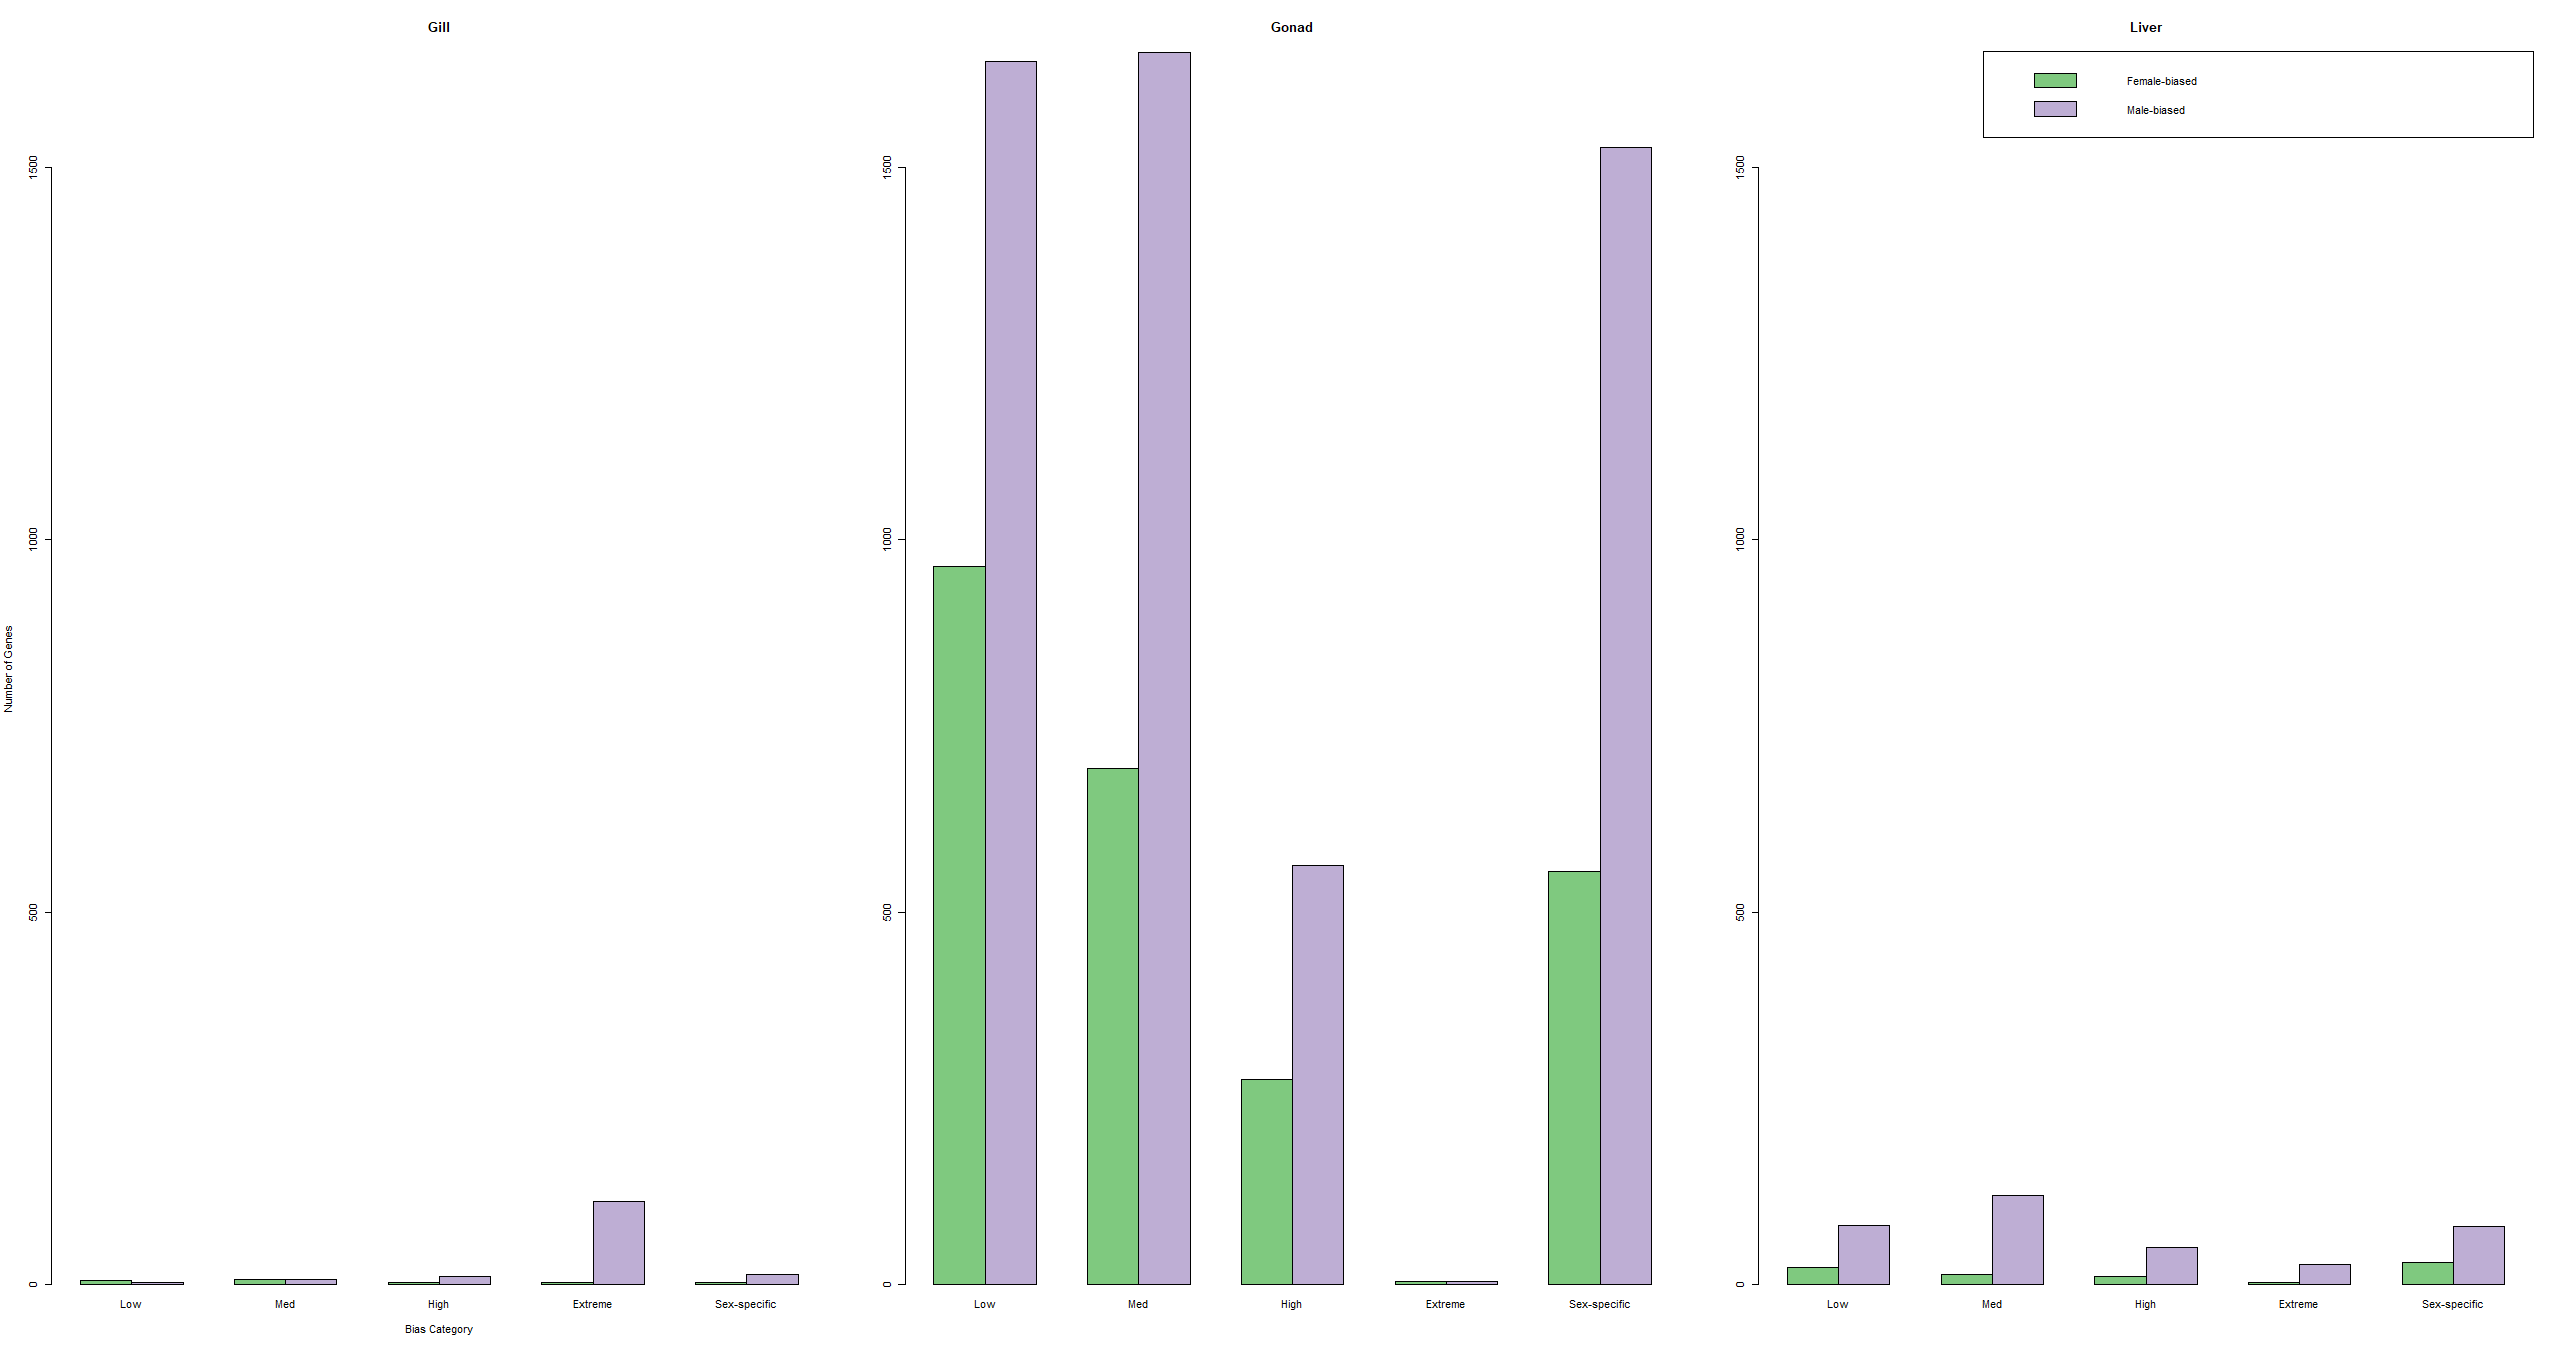 Gill
Gonad
Liver
Female-biased
Male-biased
Number of Genes
1500
1000
500
0
Low Med High Extreme Sex-specific
Bias Category
1500
1000
500
0
Low Med High Extreme Sex-specific
1500
1000
500
0
Low Med High Extreme Sex-specific